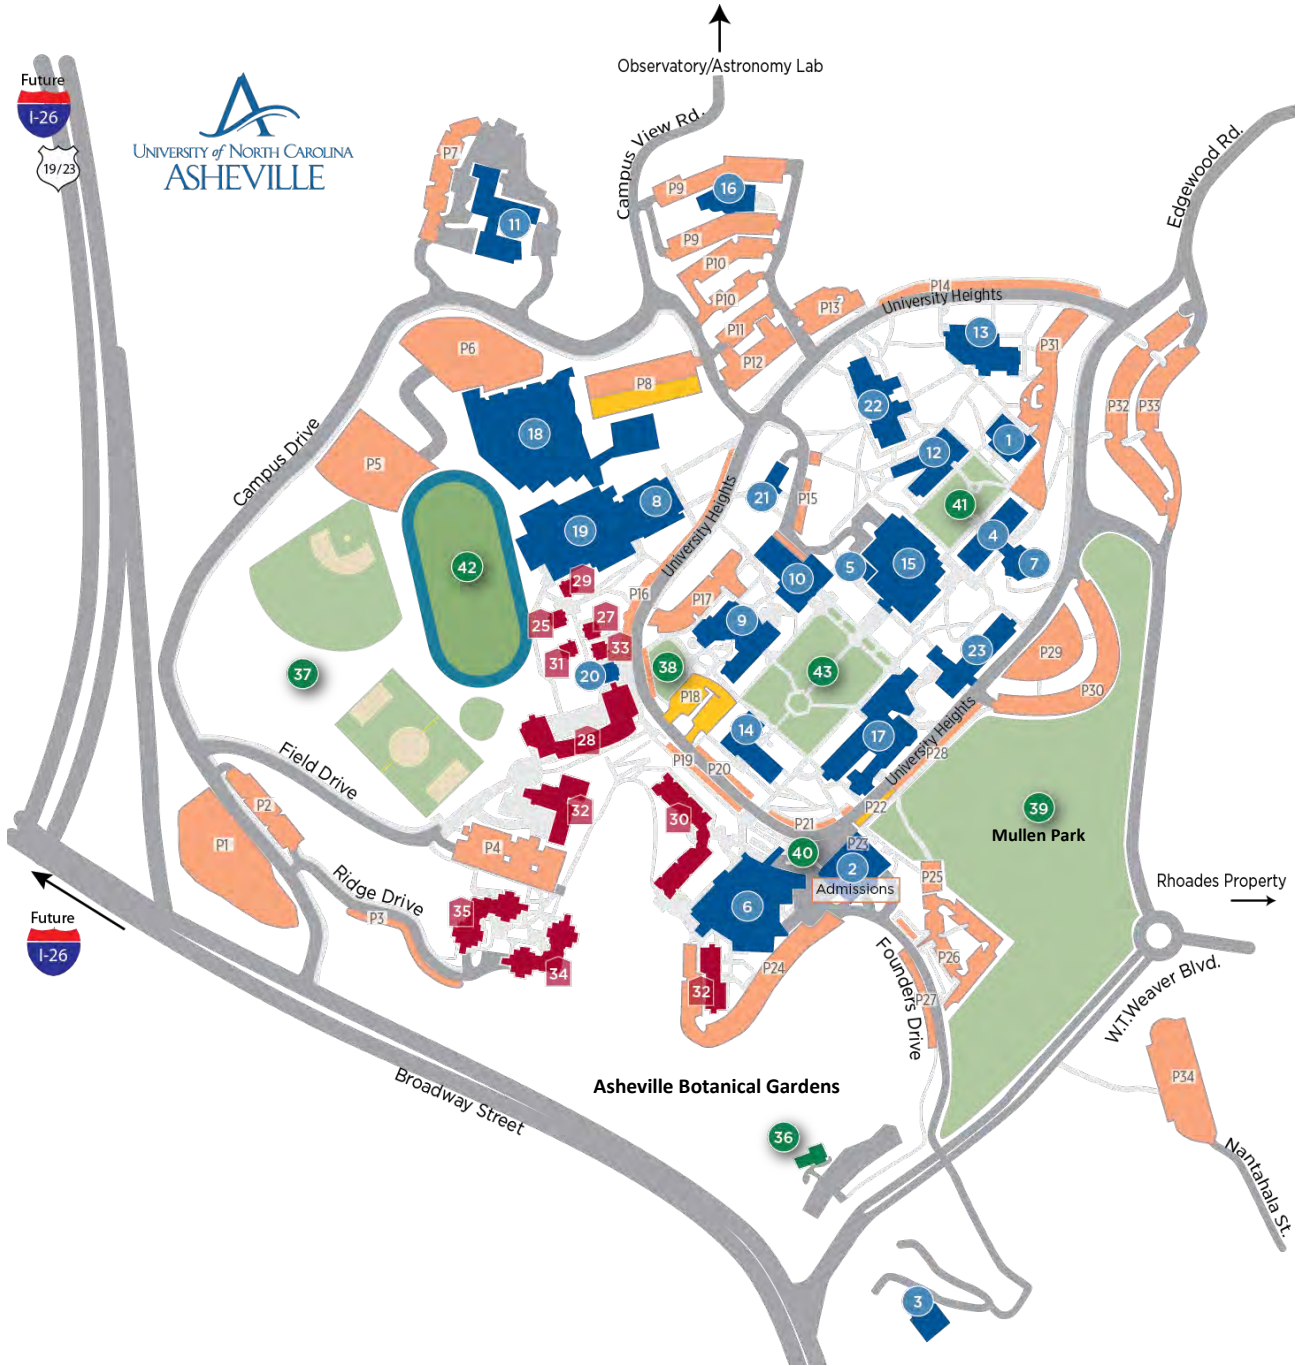 Observatory/Astronomy Lab
Future
I-26
19/23
UNIVERSITY of NORTH CAROLINA
ASHEVILLE
Campus View Rd.
Edgewood Rd.
P7
11
P9
16
P9
P10
P10
P11
P12
P13
P14
University Heights
13
P31
P32
P33
P6
P8
22
1
12
18
P5
Campus Drive
21
P15
41
8
University Heights
19
4
7
15
5
10
42
29
P16
P17
9
25
27
33
31
20
38
43
23
P29
P30
37
P18
14
17
28
University Heights
P28
P19
P20
Field Drive
P2
32
30
P21
P22
39
Mullen Park
P1
P4
40
P23
2
Admissions
P25
Rhoades Property
Ridge Drive
P3
35
6
34
P24
32
Founders Drive
P26
P27
W.T.Weaver Blvd.
Future
I-26
P34
Broadway Street
Asheville Botanical Gardens
36
Nantahala St.
3